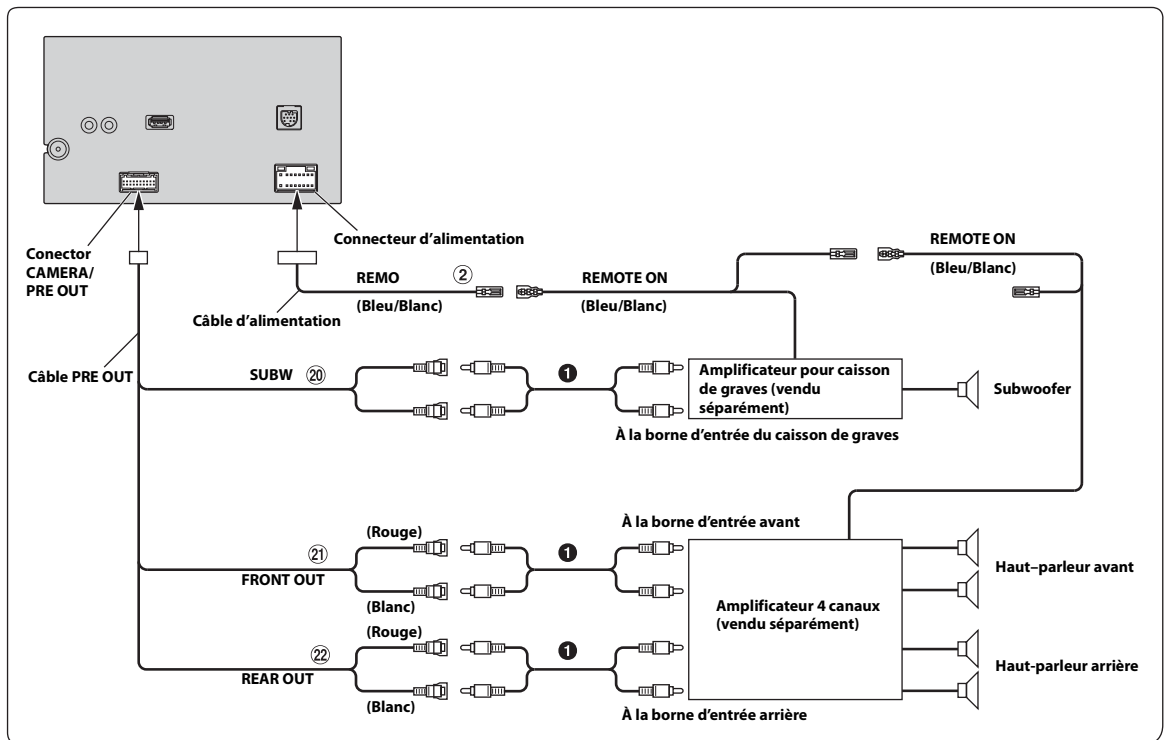 Conector
CAMERA/
PRE OUT
Connecteur d'alimentation
REMO
②
(Bleu/Blanc)
REMOTE ON
(Bleu/Blanc)
REMOTE ON
(Bleu/Blanc)
Câble d'alimentation
Câble PRE OUT
SUBW
⑳
❶
Amplificateur pour caisson
de graves (vendu
séparément)
Subwoofer
À la borne d'entrée du caisson de graves
À la borne d'entrée avant
(Rouge)
㉑
FRONT OUT
(Blanc)
❶
Haut–parleur avant
Amplificateur 4 canaux
(vendu séparément)
(Rouge)
㉒
REAR OUT
(Blanc)
❶
Haut-parleur arrière
À la borne d'entrée arrière